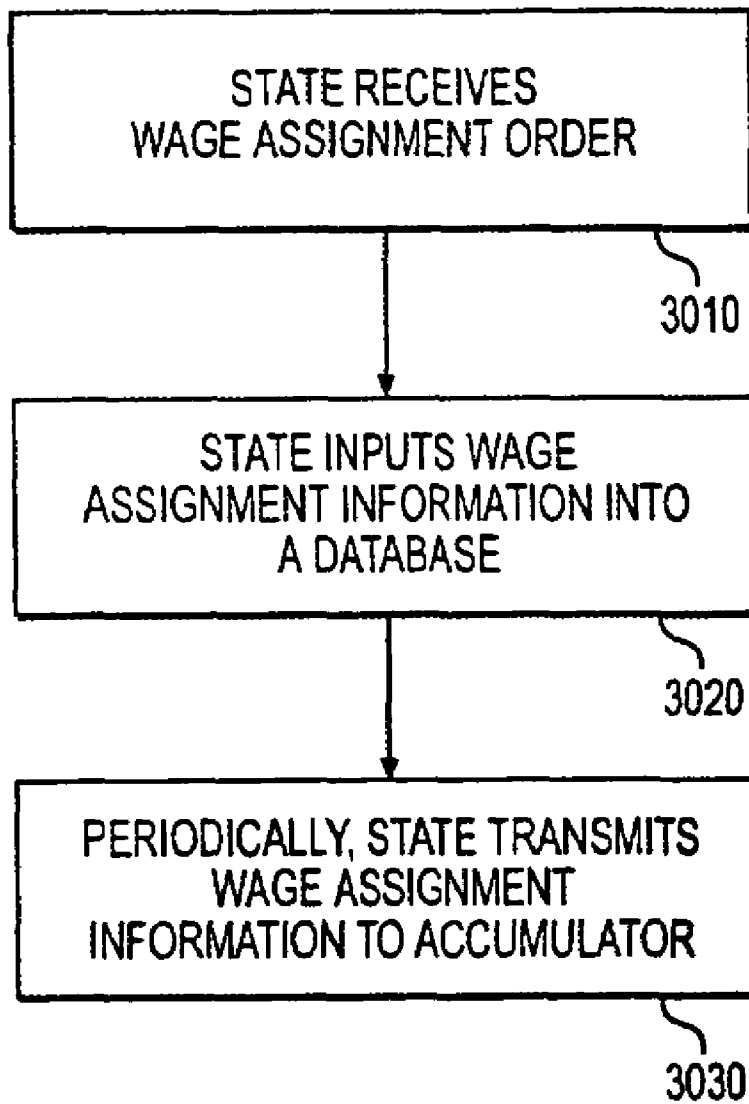 STATE RECEIVES
WAGE ASSIGNMENT ORDER
3010
STATE INPUTS WAGE
ASSIGNMENT INFORMATION INTO
A DATABASE
3020
PERIODICALLY, STATE TRANSMITS
WAGE ASSIGNMENT
INFORMATION TO ACCUMULATOR
3030